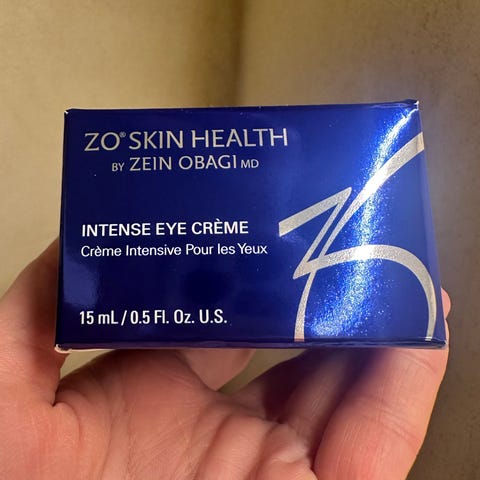 ZO® SKIN HEALTH
BY ZEIN OBAGI MD
INTENSE EYE CRÈME
Crème Intensive Pour les Yeux
15 mL / 0.5 Fl. Oz. U.S.